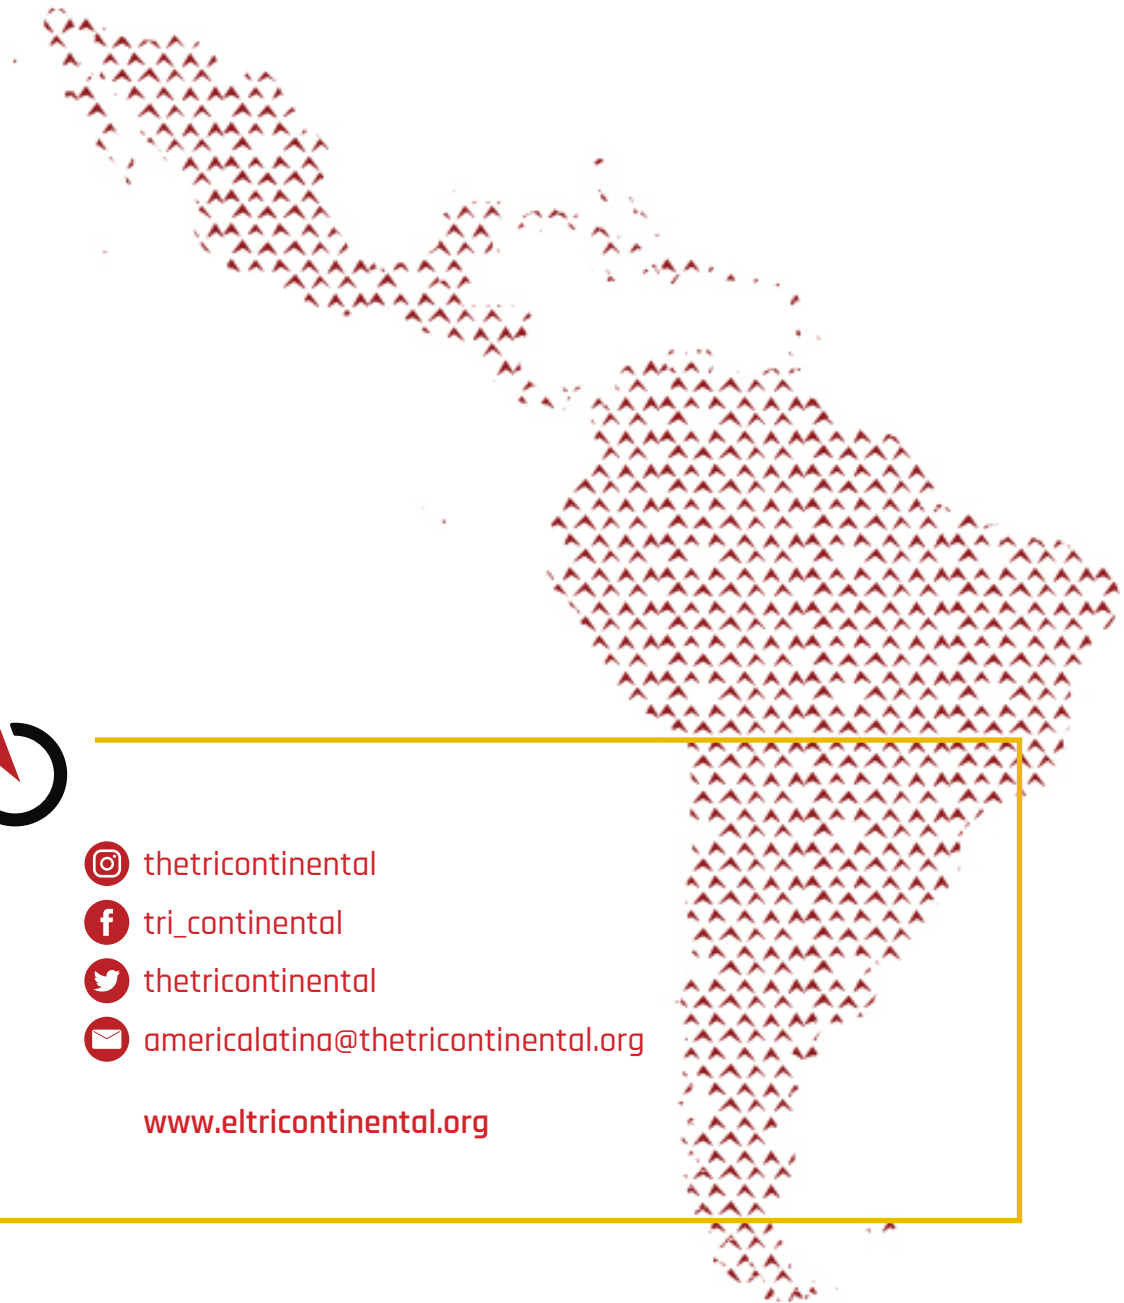 thetricontinental
tri_continental
thetricontinental
americalatina@thetricontinental.org
www.eltricontinental.org